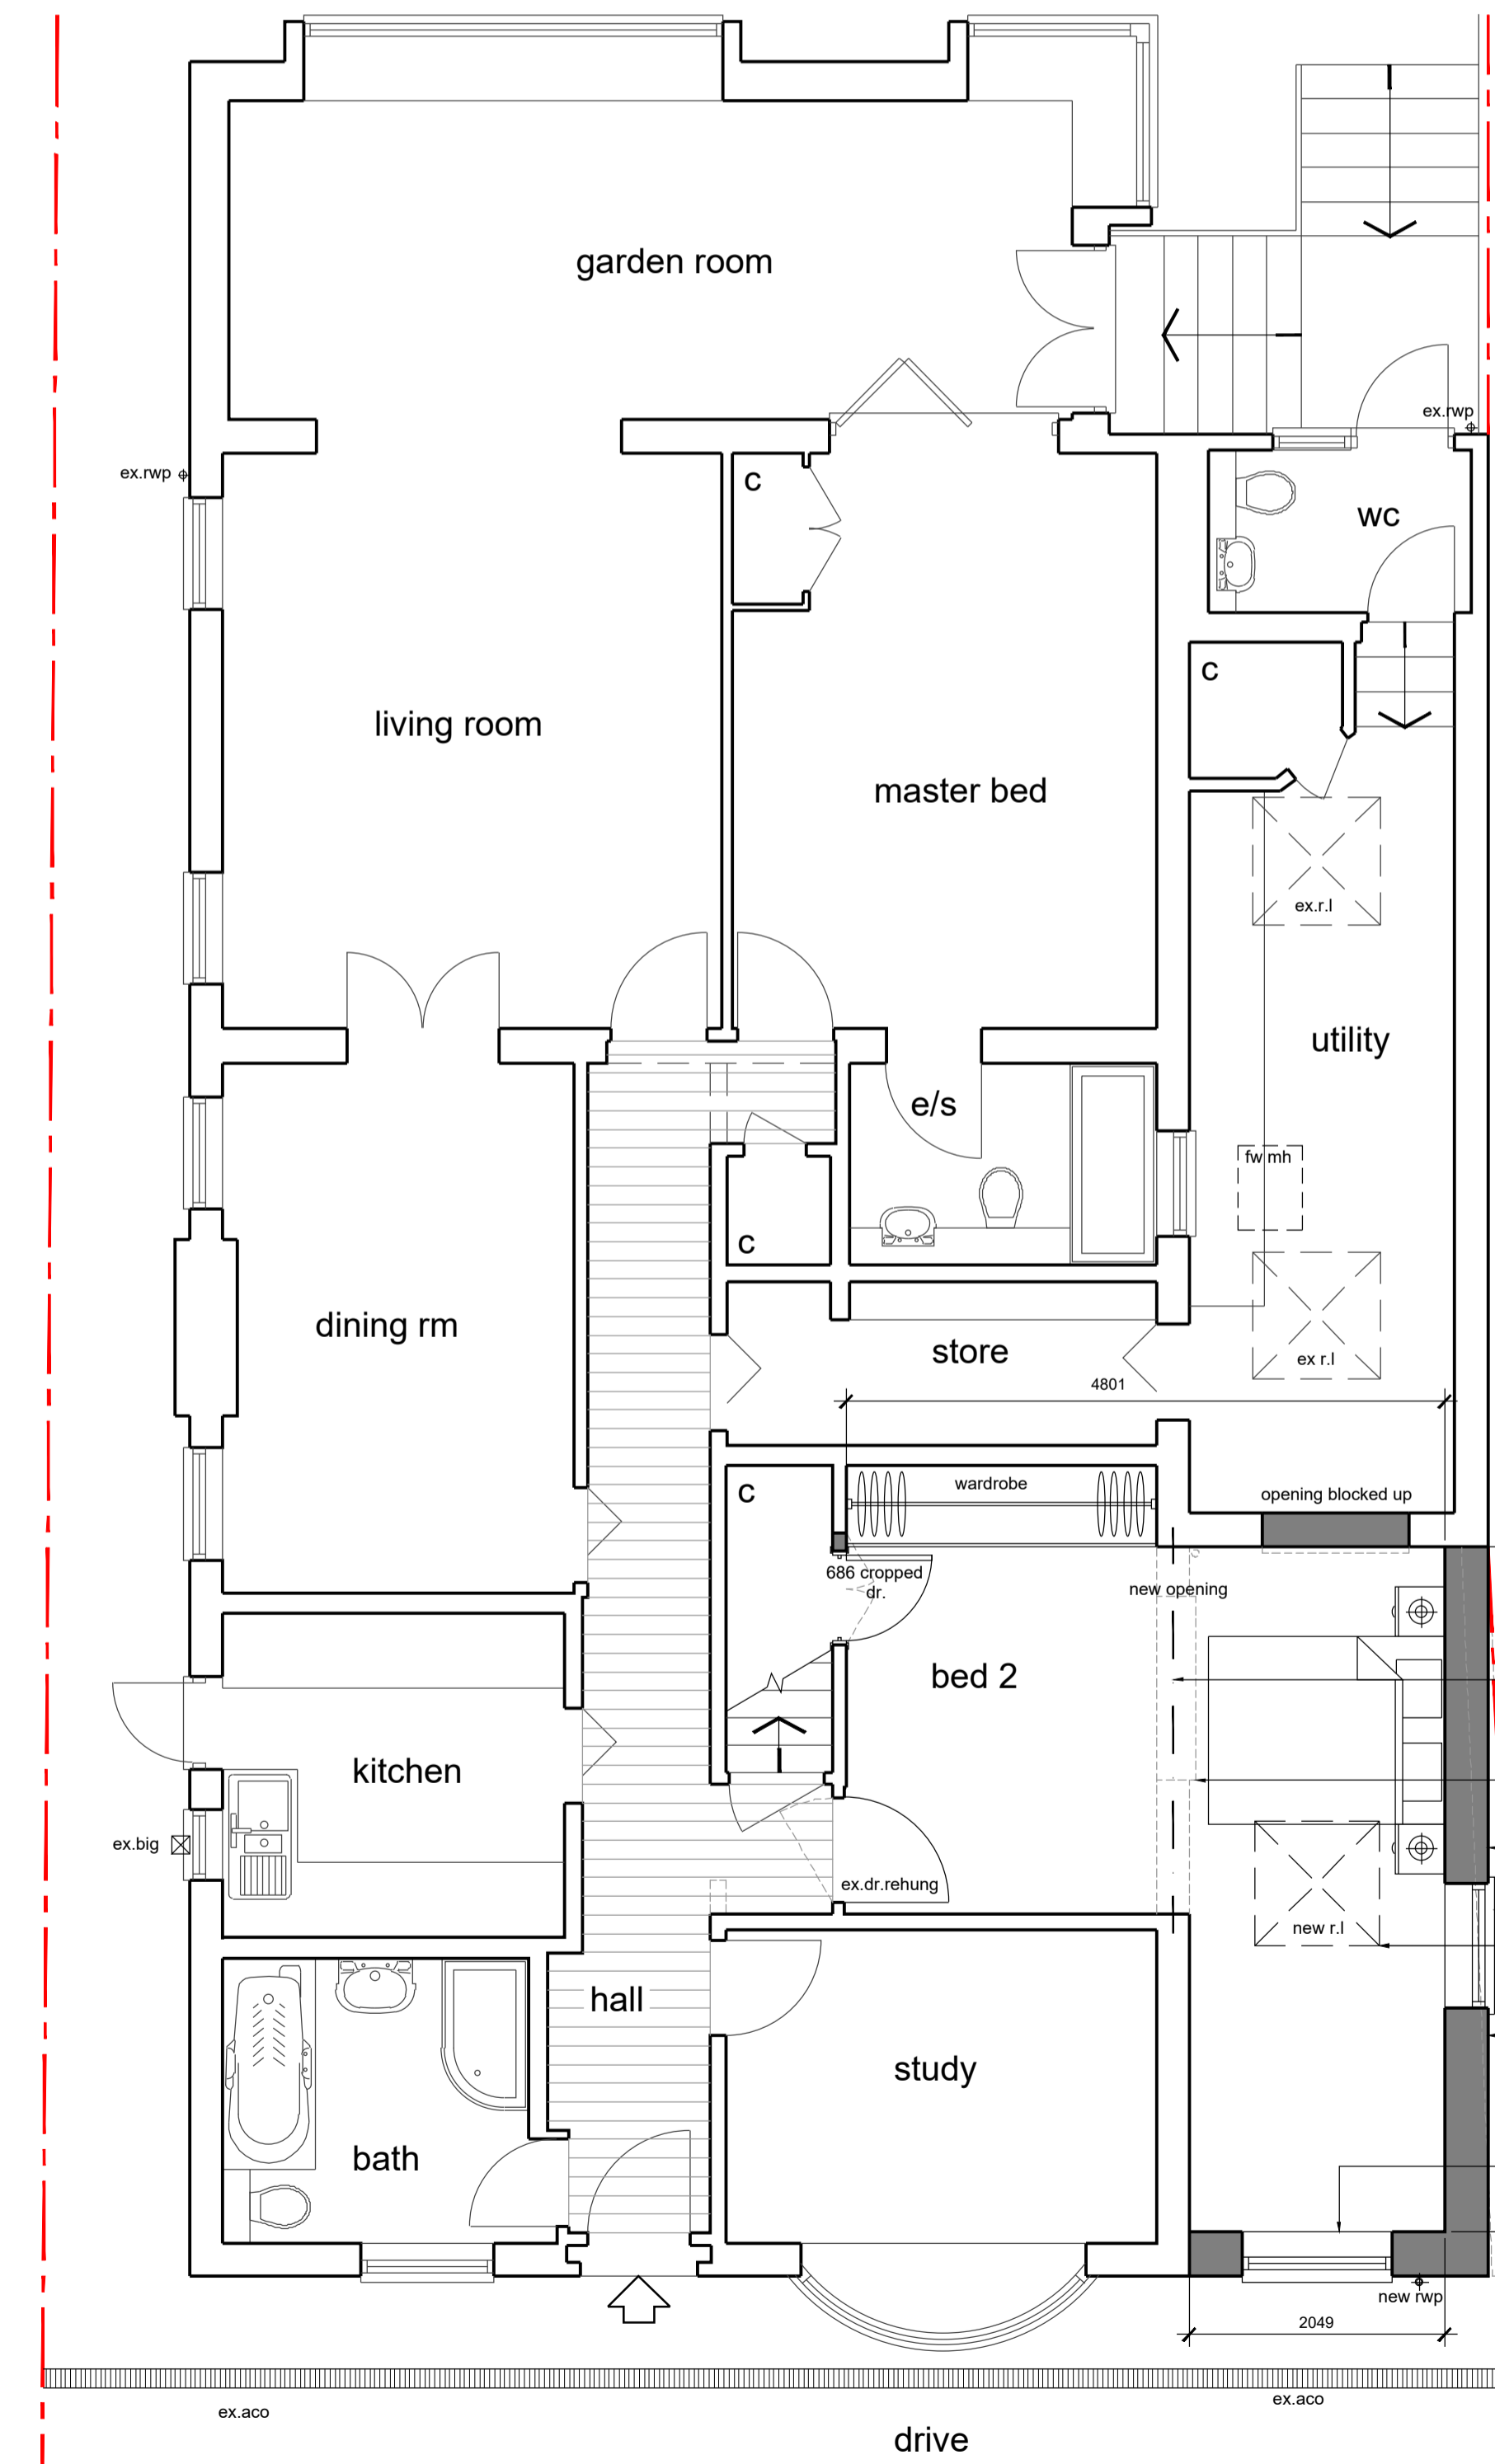 garden room
ex.rwp
ex.rwp
c
wc
c
living room
master bed
ex.r.l
utility
e/s
fw mh
c
dining rm
store
ex r.l
4801
c
wardrobe
opening blocked up
686 cropped
dr.
new opening
bed 2
kitchen
ex.big
ex.dr.rehung
new r.l
hall
study
bath
new rwp
2049
ex.aco
ex.aco
drive